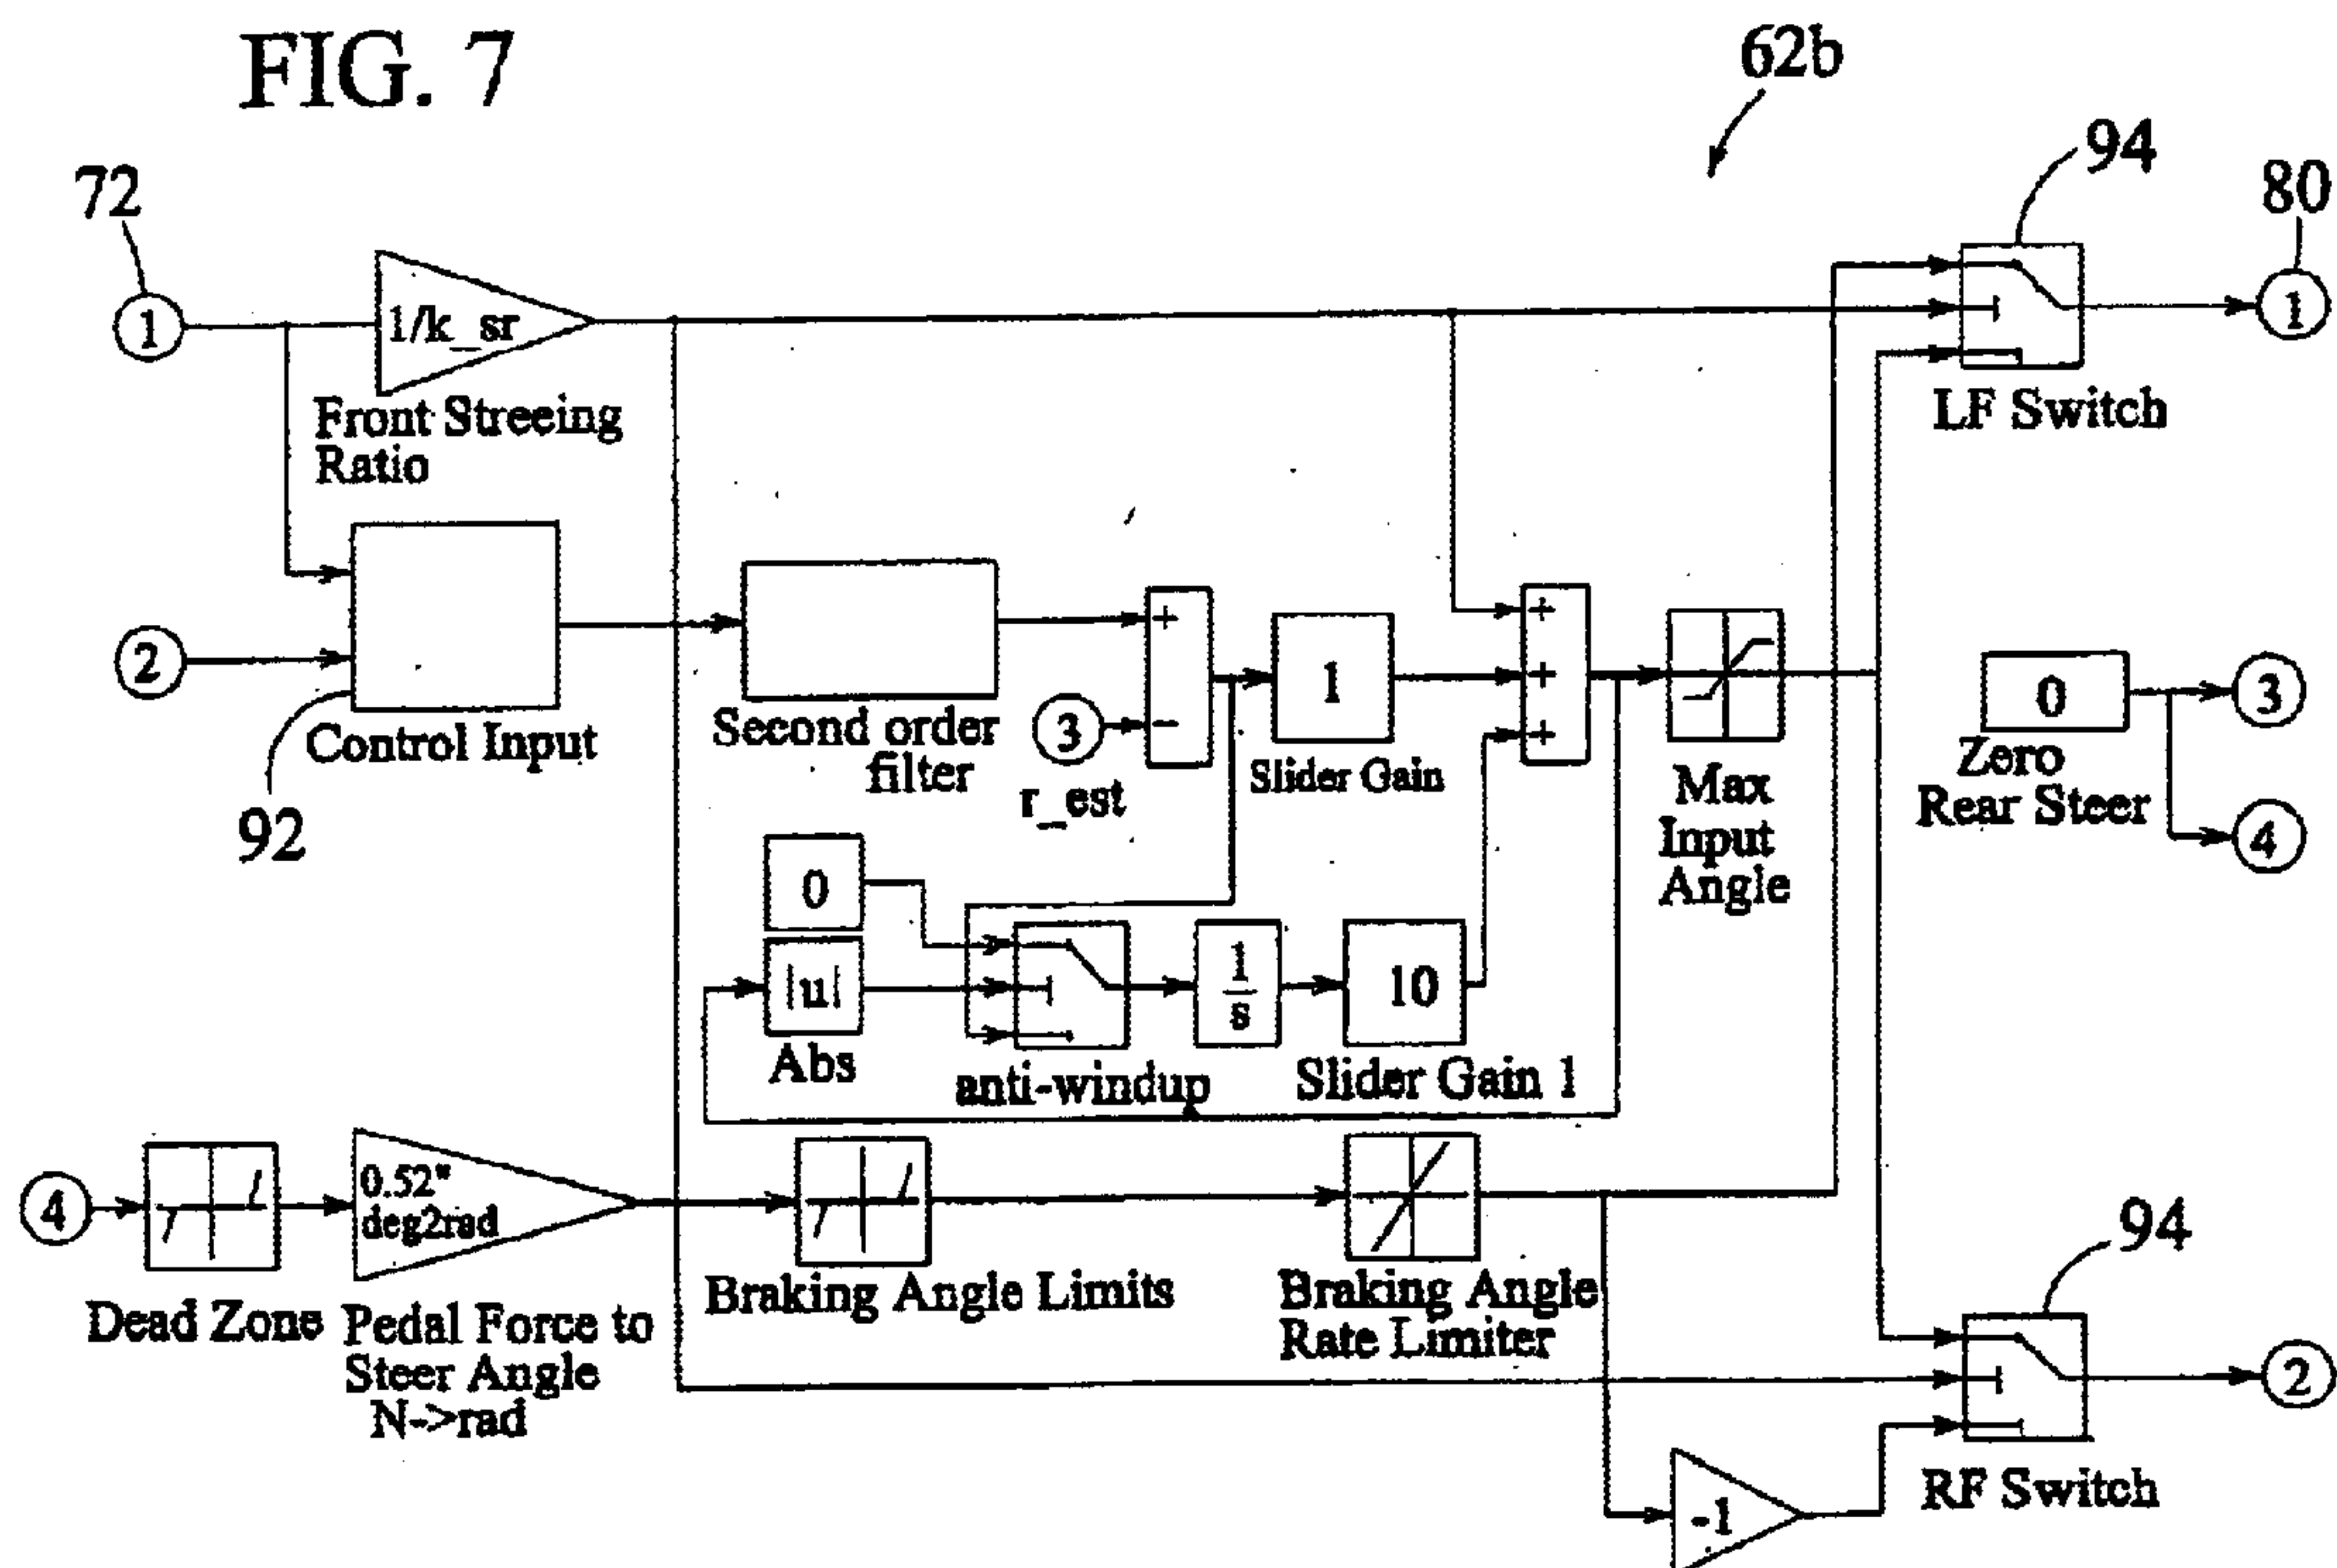 FIG. 7
62b
94
72
80
1
1/k_sr
1
Front Streeing
Ratio
LF Switch
2
Control Input
92
Second order
filter
+
−
3
r_est
1
Slider Gain
+
+
+
Max
Input
Angle
0
Zero
Rear Steer
3
4
0
|u|
Abs
anti-windup
1
s
10
Slider Gain 1
4
Dead Zone
0.52"
deg2rad
Pedal Force to
Steer Angle
N->rad
Braking Angle Limits
Braking Angle
Rate Limiter
94
2
RF Switch
-1